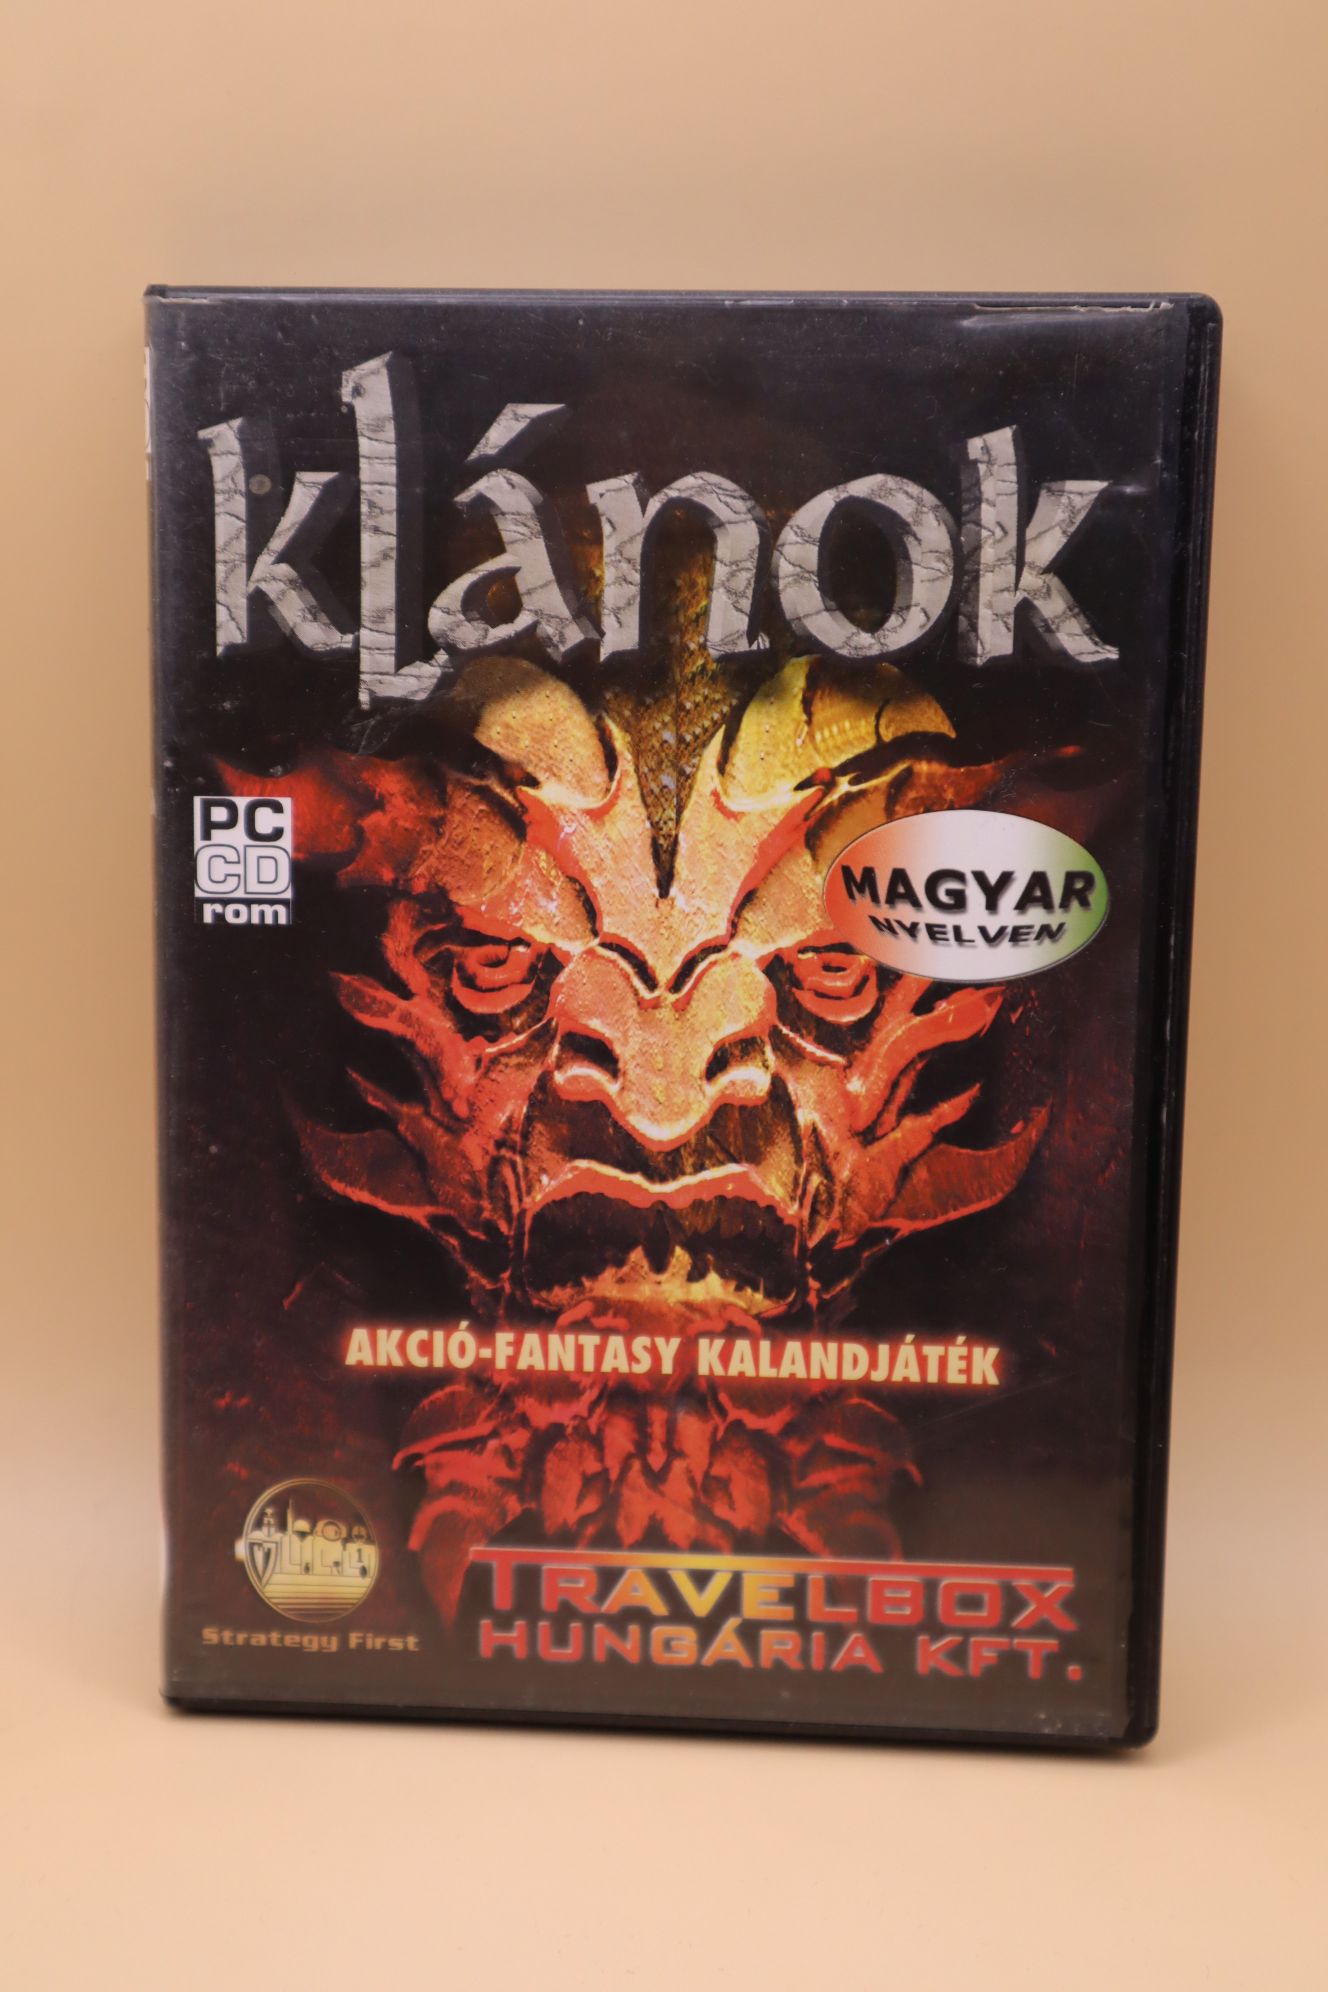 klánok
PC
CD
rom
MAGYAR
NYELVEN
AKCIÓ-FANTASY KALANDJÁTÉK
Strategy First
TRAVELBOX
HUNGÁRIA KFT.